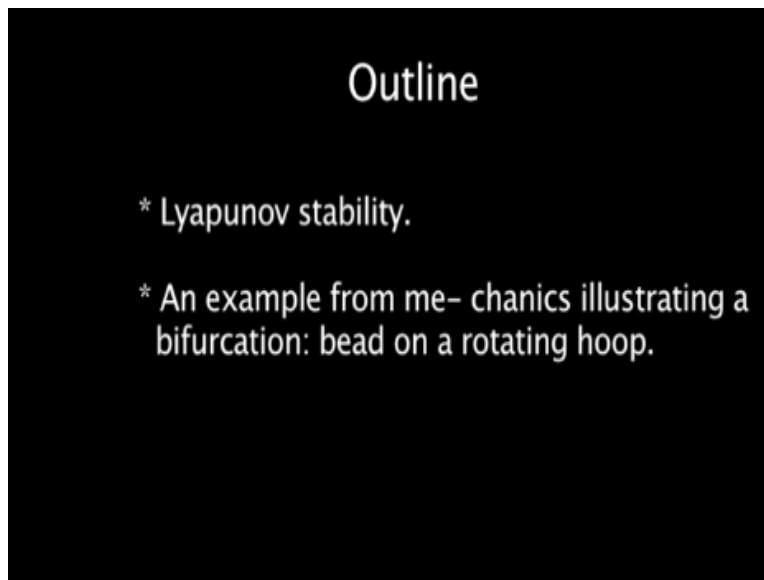 Outline
* Lyapunov stability.
* An example from me– chanics illustrating a
bifurcation: bead on a rotating hoop.